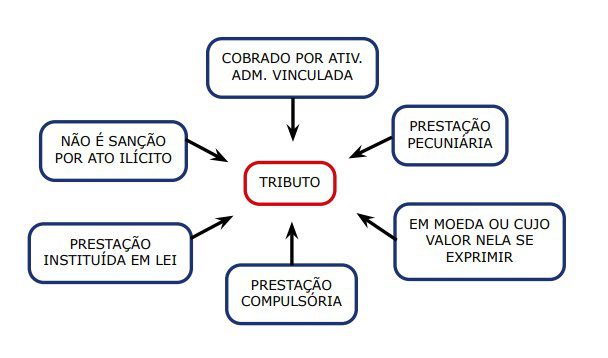 COBRADO POR ATIV.
ADM. VINCULADA
NÃO É SANÇÃO
POR ATO ILÍCITO
PRESTAÇÃO
PECUNIÁRIA
TRIBUTO
PRESTAÇÃO
INSTITUÍDA EM LEI
EM MOEDA OU CUJO
VALOR NELA SE
EXPRIMIR
PRESTAÇÃO
COMPULSÓRIA